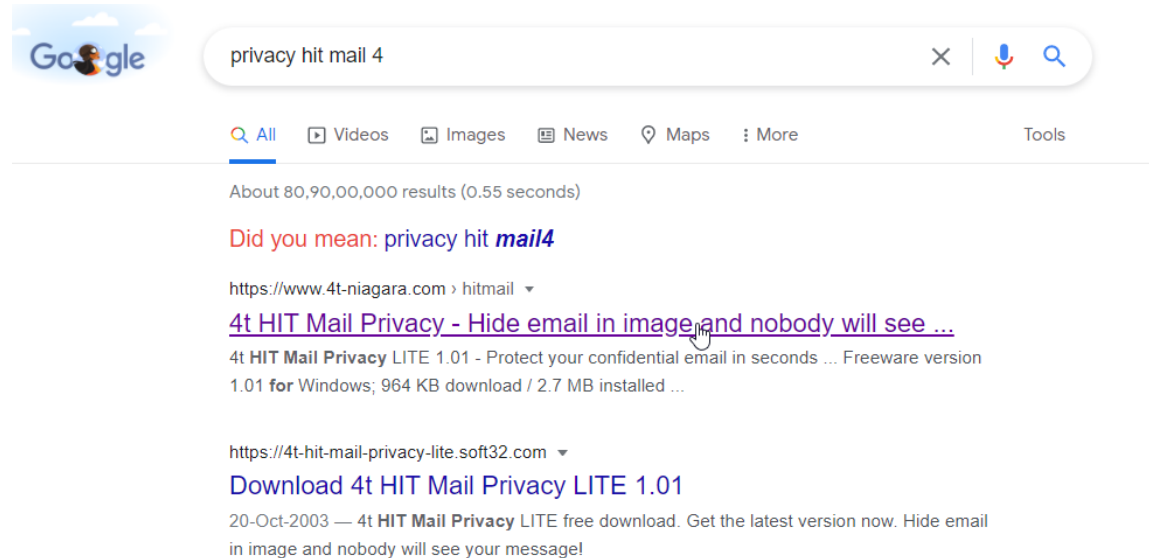 Google
privacy hit mail 4
All Videos Images News Maps More Tools
About 80,90,00,000 results (0.55 seconds)
Did you mean: privacy hit mail4
https://www.4t-niagara.com › hitmail
4t HIT Mail Privacy - Hide email in image and nobody will see ...
4t HIT Mail Privacy LITE 1.01 - Protect your confidential email in seconds ... Freeware version
1.01 for Windows; 964 KB download / 2.7 MB installed ...
https://4t-hit-mail-privacy-lite.soft32.com
Download 4t HIT Mail Privacy LITE 1.01
20-Oct-2003 — 4t HIT Mail Privacy LITE free download. Get the latest version now. Hide email
in image and nobody will see your message!